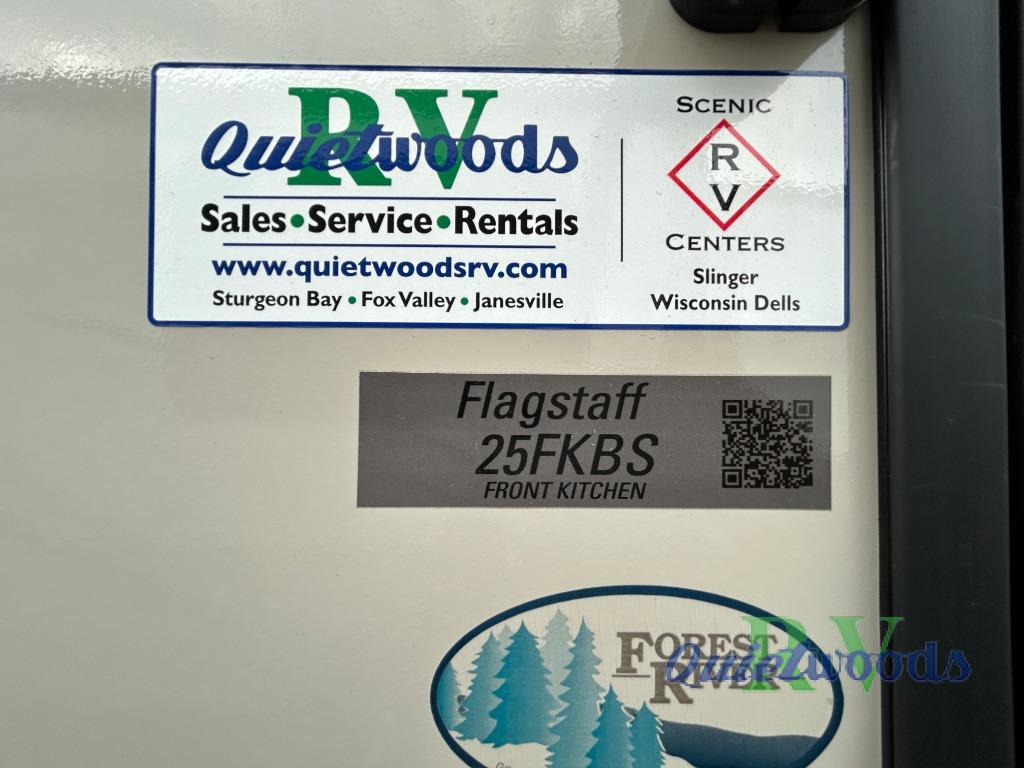 Quietwoods RV
Sales•Service•Rentals
www.quietwoodsrv.com
Sturgeon Bay • Fox Valley • Janesville
SCENIC
R
V
CENTERS
Slinger
Wisconsin Dells
Flagstaff
25FKBS
FRONT KITCHEN
FOREST
RIVER
Quietwoods RV